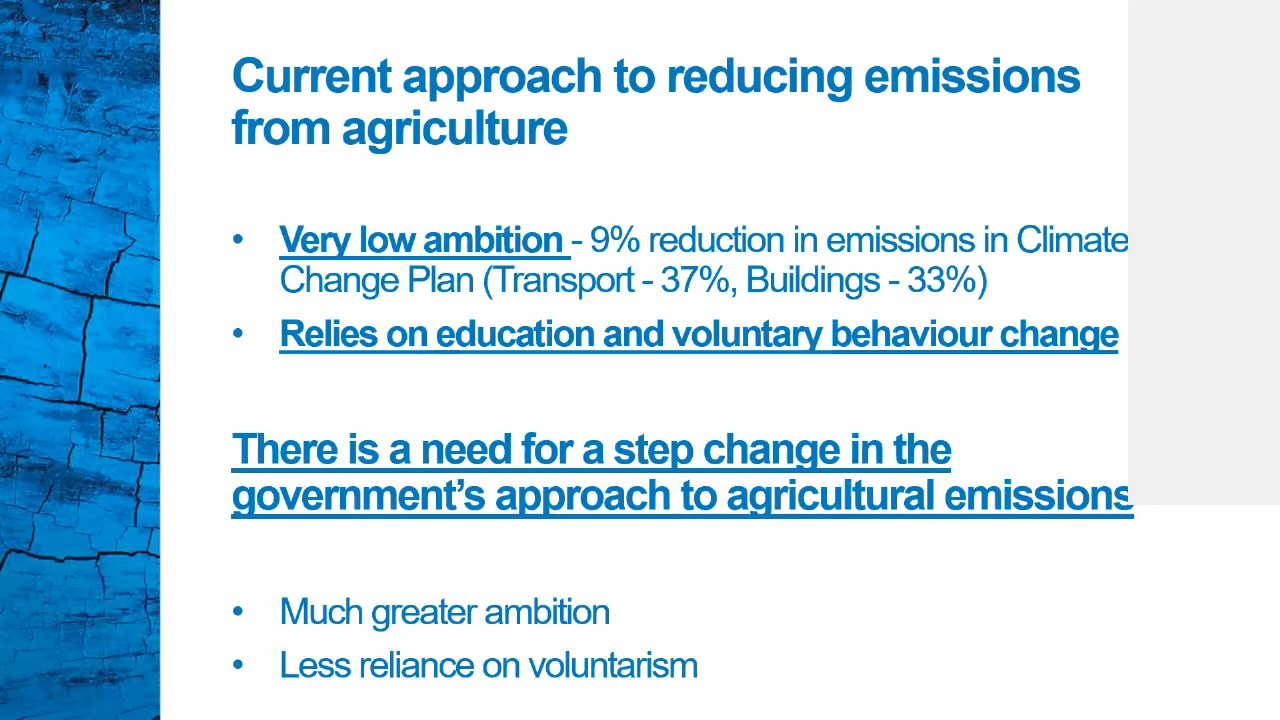 Current approach to reducing emissions
from agriculture
• Very low ambition - 9% reduction in emissions in Climate
Change Plan (Transport - 37%, Buildings - 33%)
• Relies on education and voluntary behaviour change
There is a need for a step change in the
government’s approach to agricultural emissions
• Much greater ambition
• Less reliance on voluntarism